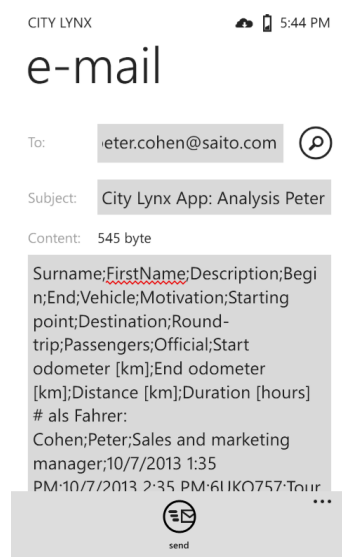 CITY LYNX 5:44 PM
e-mail
To: eter.cohen@saito.com
Subject: City Lynx App: Analysis Peter
Content: 545 byte
Surname;FirstName;Description;Begi
n;End;Vehicle;Motivation;Starting
point;Destination;Round-
trip;Passengers;Official;Start
odometer [km];End odometer
[km];Distance [km];Duration [hours]
# als Fahrer:
Cohen;Peter;Sales and marketing
manager;10/7/2013 1:35
PM;10/7/2013 2:35 PM;6UKO757;Tour
send